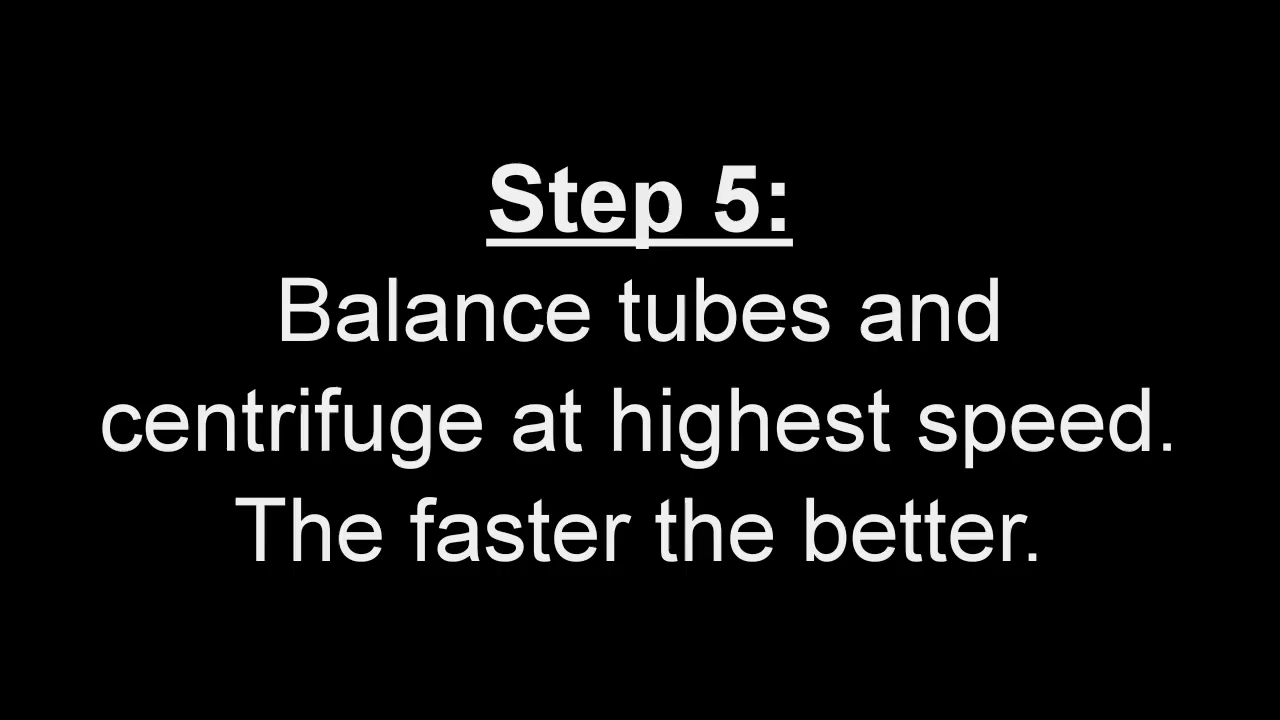 Step 5:
Balance tubes and
centrifuge at highest speed.
The faster the better.